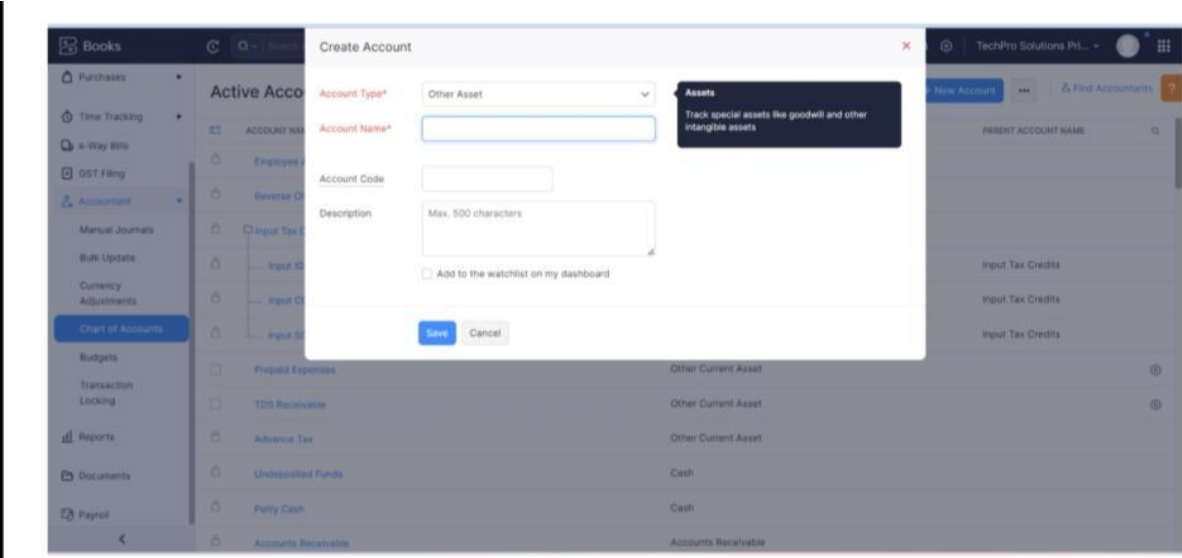 Books
TechPro Solutions Pri...
Purchases
Time Tracking
e-Way Bills
GST Filing
Accountant
Manual Journals
Bulk Update
Currency
Adjustments
Chart of Accounts
Budgets
Transaction
Locking
Reports
Documents
Payroll
Active Acco
New Account
Find Accountants
?
PARENT ACCOUNT NAME
Create Account
Account Type*
Other Asset
Account Name*
Assets
Track special assets like goodwill and other
intangible assets
Account Code
Description
Max. 500 characters
Add to the watchlist on my dashboard
Save
Cancel
Input Tax Credits
Input Tax Credits
Input Tax Credits
Prepaid Expenses
Other Current Asset
TDS Receivable
Other Current Asset
Advance Tax
Other Current Asset
Undeposited Funds
Cash
Petty Cash
Cash
Accounts Receivable
Accounts Receivable